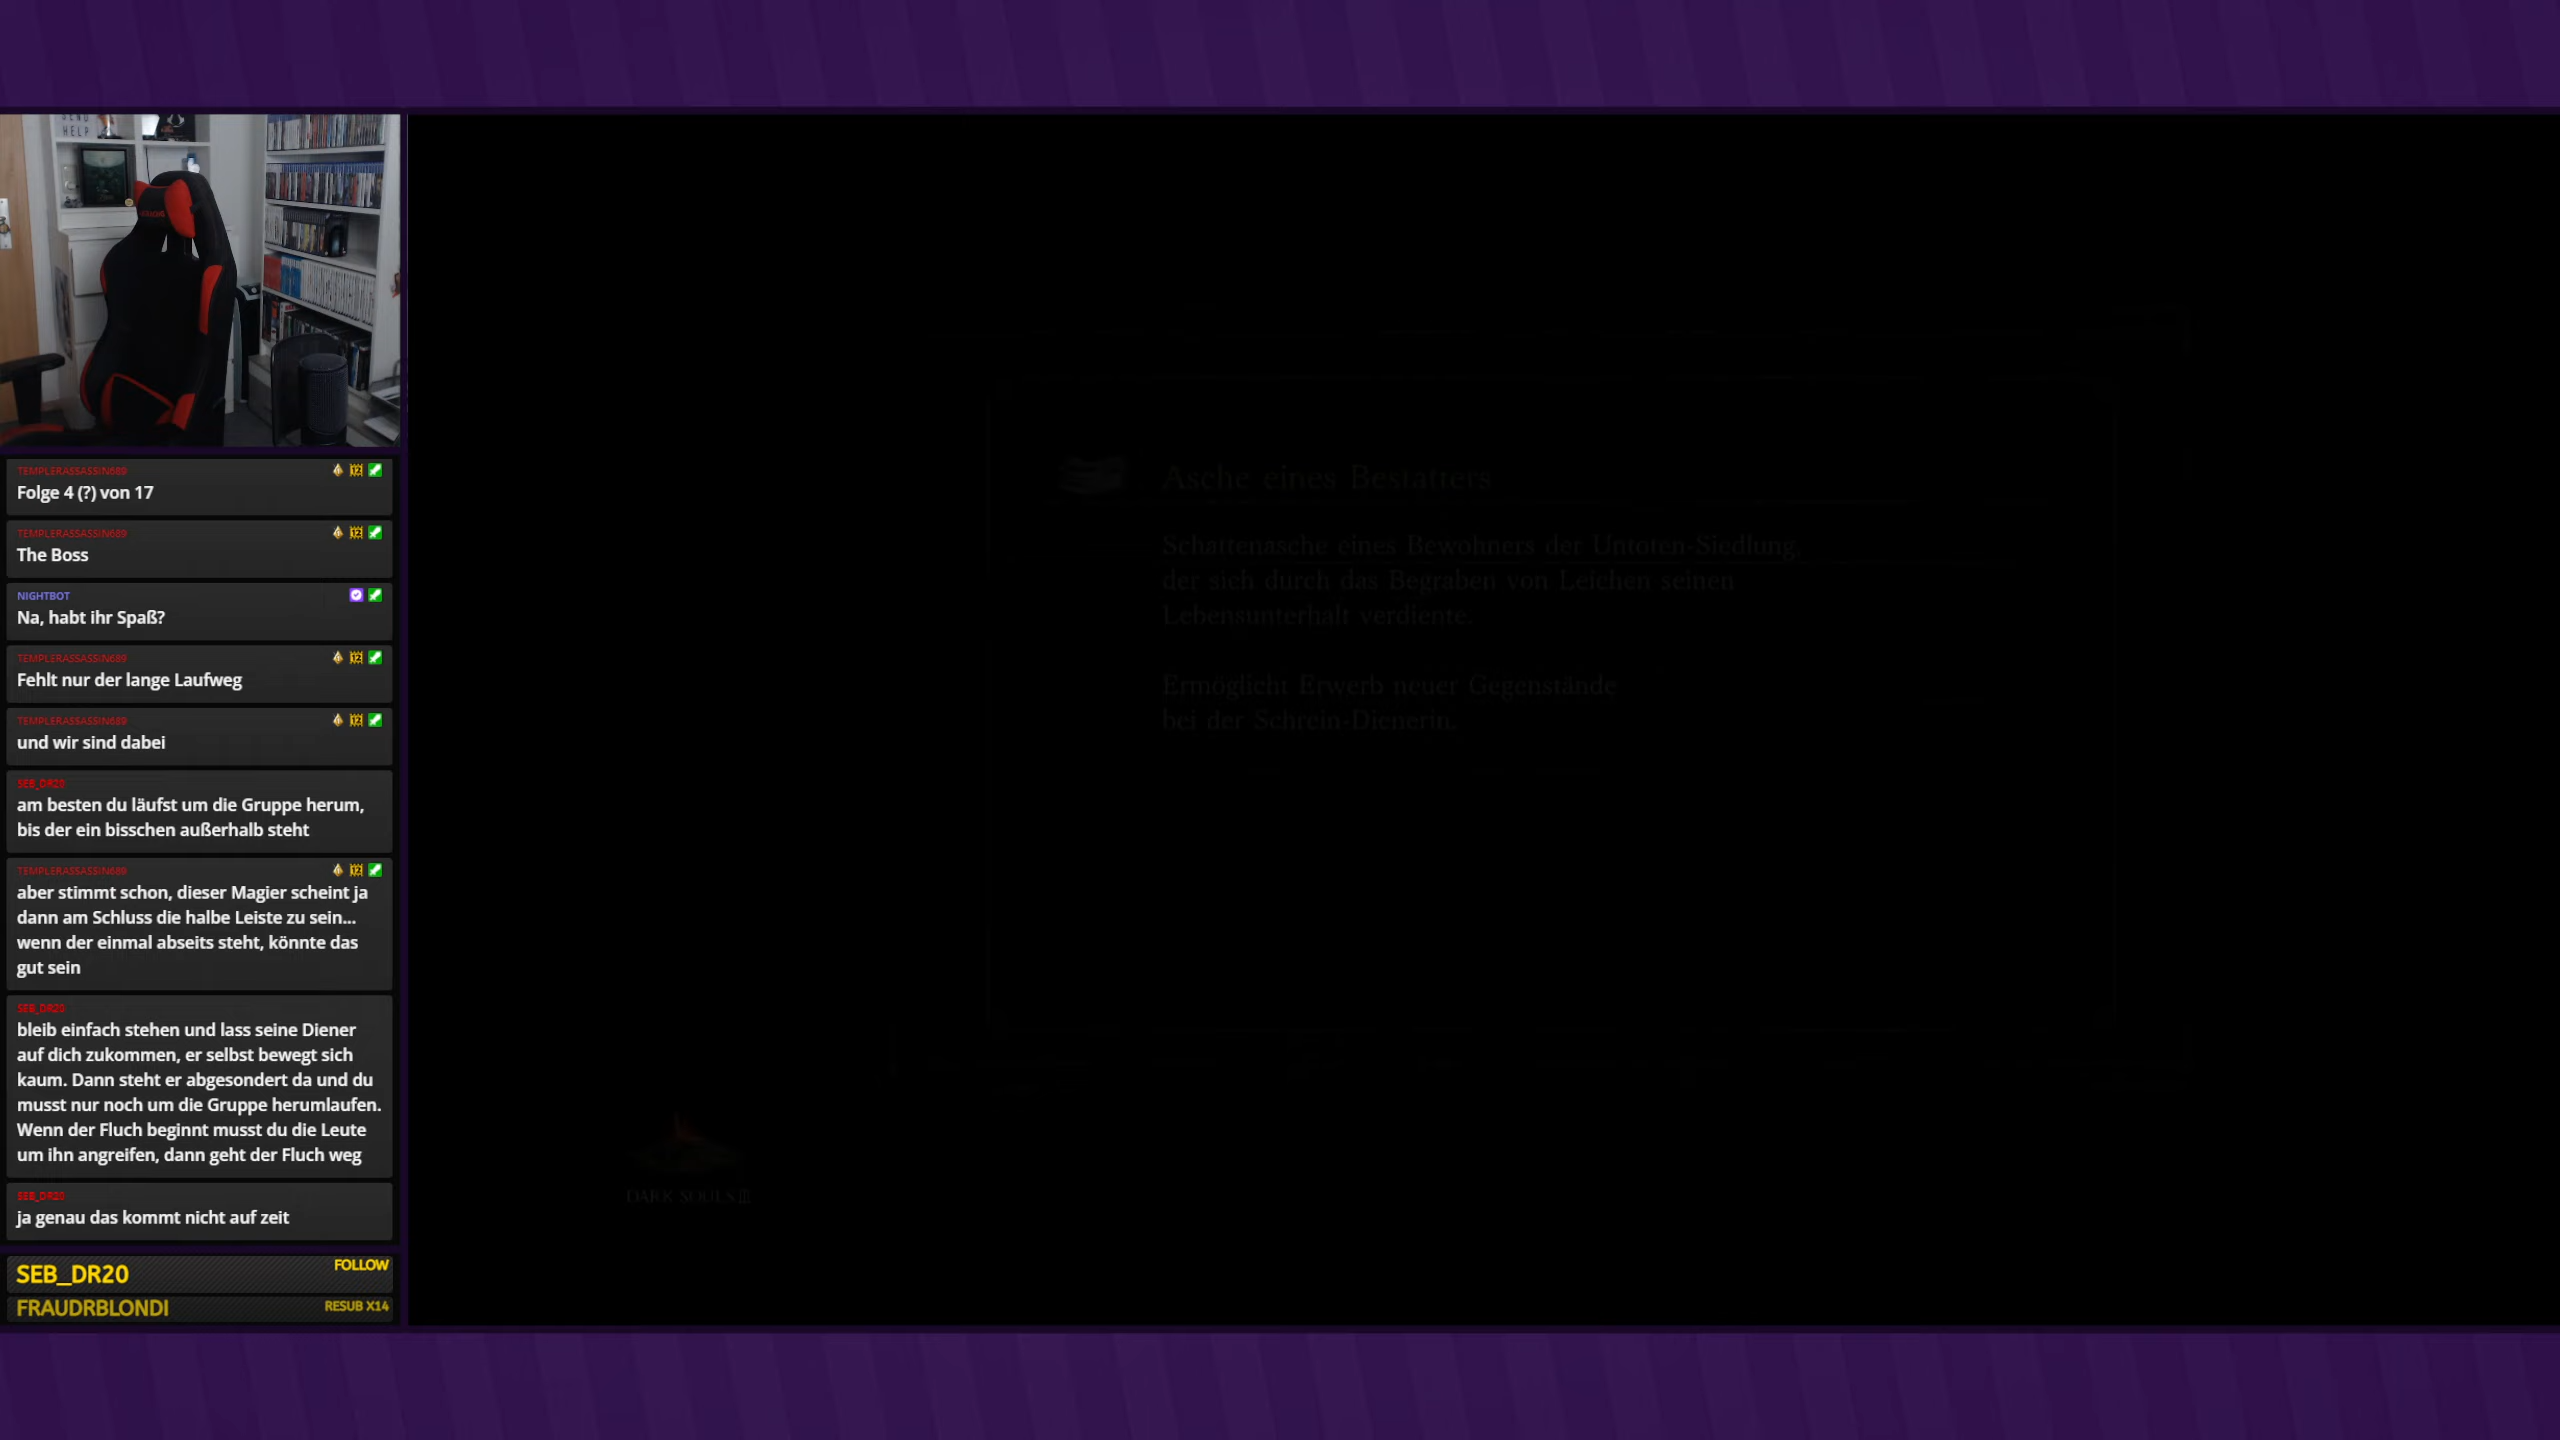 SEND
HELP
TEMPLERASSASSIN689
Folge 4 (?) von 17
TEMPLERASSASSIN689
The Boss
NIGHTBOT
Na, habt ihr Spaß?
TEMPLERASSASSIN689
Fehlt nur der lange Laufweg
TEMPLERASSASSIN689
und wir sind dabei
SEB_DR20
am besten du läufst um die Gruppe herum,
bis der ein bisschen außerhalb steht
TEMPLERASSASSIN689
aber stimmt schon, dieser Magier scheint ja
dann am Schluss die halbe Leiste zu sein...
wenn der einmal abseits steht, könnte das
gut sein
SEB_DR20
bleib einfach stehen und lass seine Diener
auf dich zukommen, er selbst bewegt sich
kaum. Dann steht er abgesondert da und du
musst nur noch um die Gruppe herumlaufen.
Wenn der Fluch beginnt musst du die Leute
um ihn angreifen, dann geht der Fluch weg
SEB_DR20
ja genau das kommt nicht auf zeit
SEB_DR20 FOLLOW
FRAUDRBLONDI RESUB X14
Asche eines Bestatters
Schattenasche eines Bewohners der Untoten-Siedlung,
der sich durch das Begraben von Leichen seinen
Lebensunterhalt verdiente.
Ermöglicht Erwerb neuer Gegenstände
bei der Schrein-Dienerin.
DARK SOULS III